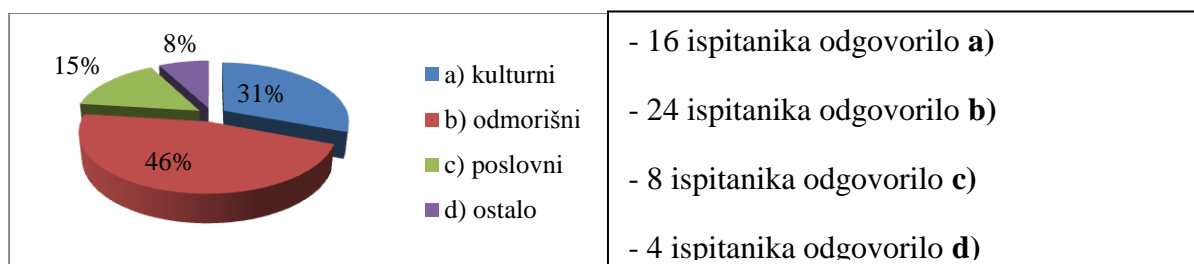 8%
15%
31%
46%
a) kulturni
b) odmorišni
c) poslovni
d) ostalo
- 16 ispitanika odgovorilo a)
- 24 ispitanika odgovorilo b)
- 8 ispitanika odgovorilo c)
- 4 ispitanika odgovorilo d)